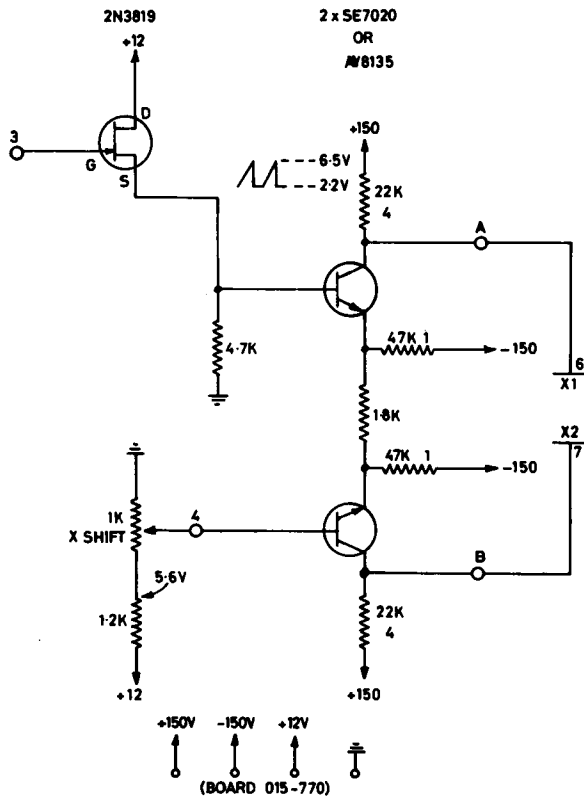 2N3819
2 x SE7020
OR
AY8135
+12
D
3
G
S
6·5V
2·2V
+150
22K
4
A
4·7K
47K 1
-150
6
X1
1·8K
X2
7
47K 1
-150
1K
X SHIFT
4
5·6V
1·2K
+12
B
22K
4
+150
+150V
-150V
+12V
(BOARD 015-770)